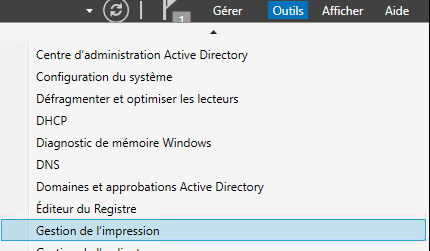 Gérer Outils Afficher Aide
1
Centre d'administration Active Directory
Configuration du système
Défragmenter et optimiser les lecteurs
DHCP
Diagnostic de mémoire Windows
DNS
Domaines et approbations Active Directory
Éditeur du Registre
Gestion de l'impression